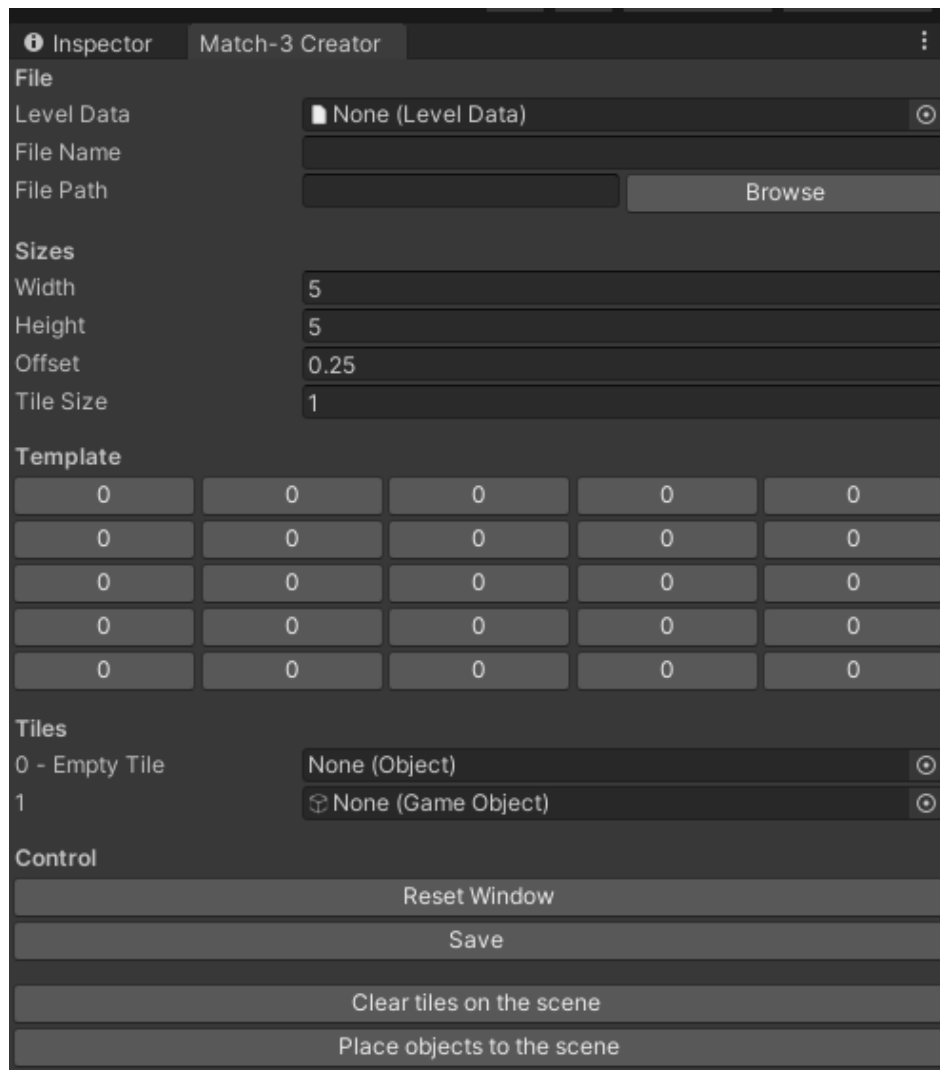 Inspector Match-3 Creator
File
Level Data None (Level Data)
File Name
File Path Browse
Sizes
Width 5
Height 5
Offset 0.25
Tile Size 1
Template
0 0 0 0 0
0 0 0 0 0
0 0 0 0 0
0 0 0 0 0
0 0 0 0 0
Tiles
0 - Empty Tile None (Object)
1 None (Game Object)
Control
Reset Window
Save
Clear tiles on the scene
Place objects to the scene